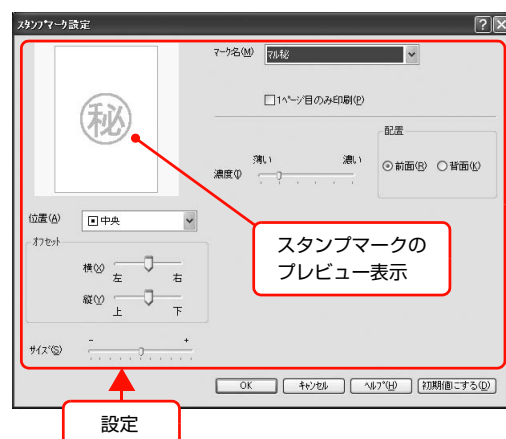 スタンプマーク設定
マーク名(M)
マル秘
1ページ目のみ印刷(P)
秘
配置
薄い 濃い
濃度(I)
前面(R) 背面(K)
位置(A) 中央
オフセット
横(X)
左 右
縦(Y)
上 下
スタンプマークの
プレビュー表示
サイズ(S) - +
OK キャンセル ヘルプ(H) 初期値にする(D)
設定